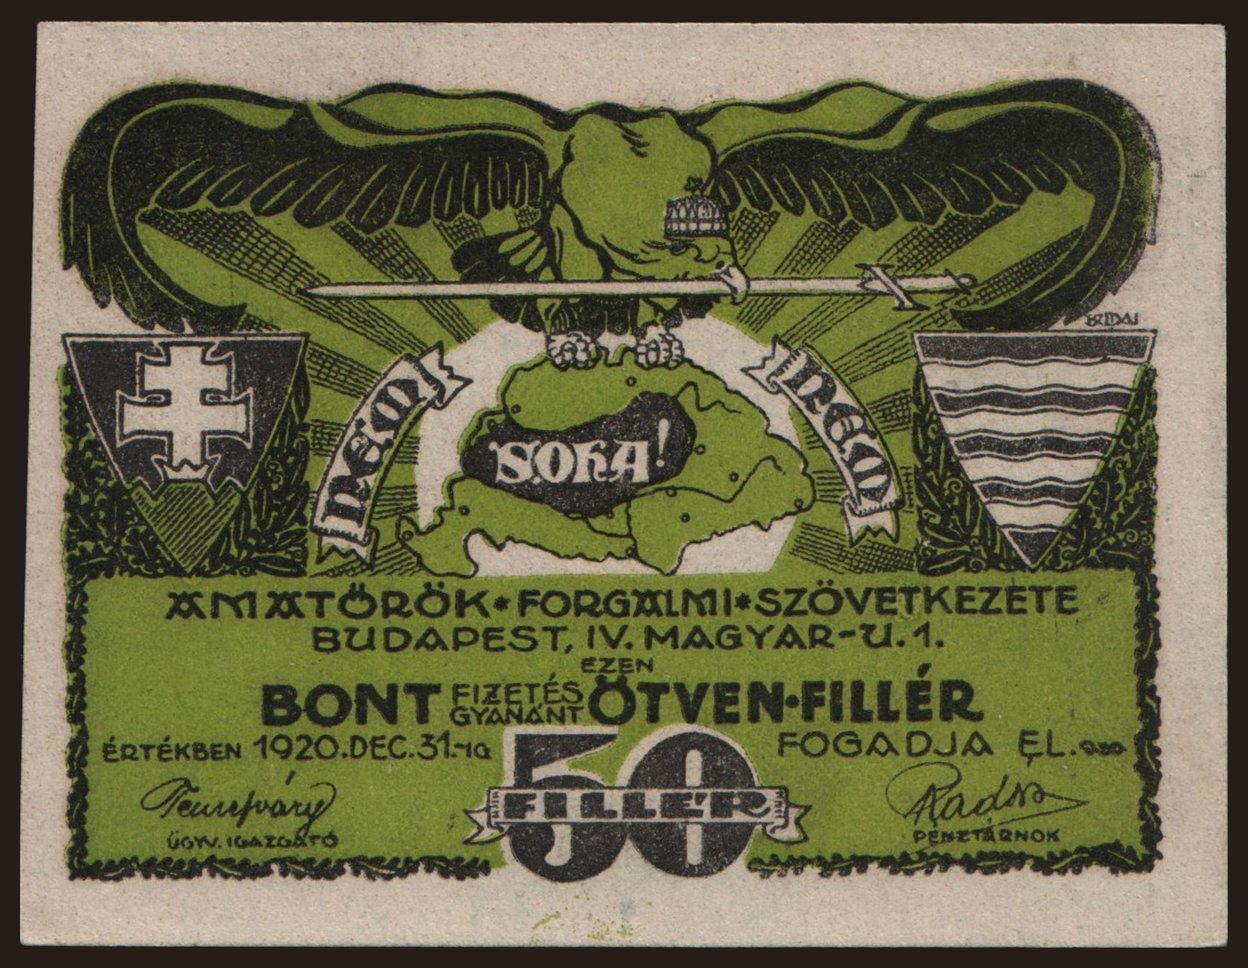 NEM
NEM
SOHA!
AMATÖRÖK * FORGALMI * SZÖVETKEZETE
BUDAPEST, IV. MAGYAR-U. 1.
EZEN
BONT FIZETÉS GYANÁNT ÖTVEN · FILLÉR
ÉRTÉKBEN 1920. DEC. 31.-IG FOGADJA EL.
ÜGYV. IGAZGATÓ
PÉNZTÁRNOK
50
FILLÉR